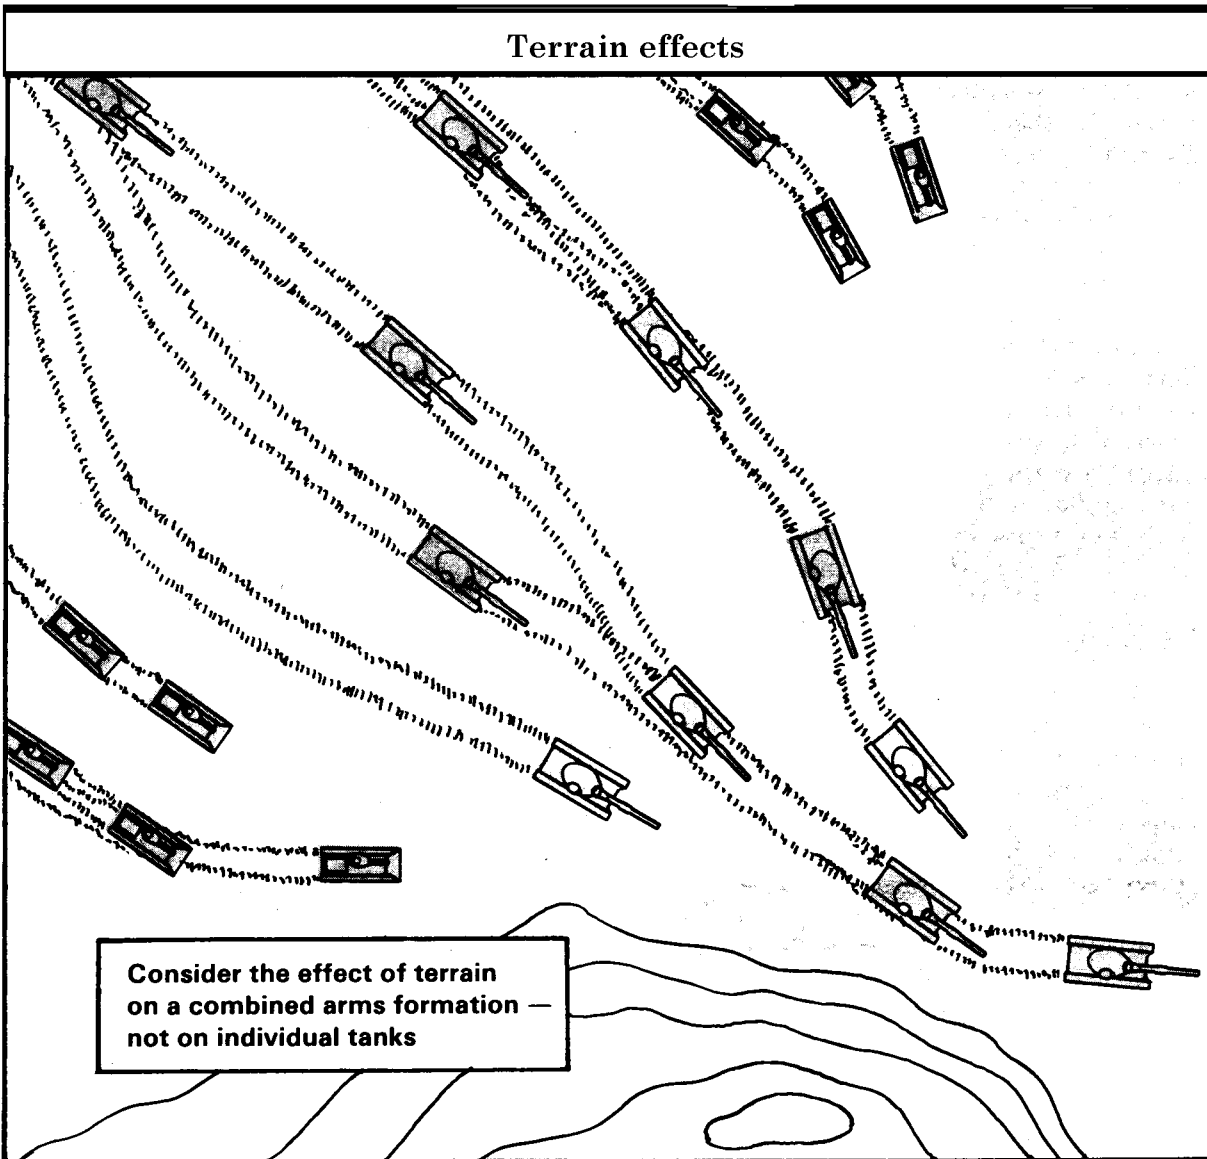 Terrain effects
Consider the effect of terrain
on a combined arms formation —
not on individual tanks